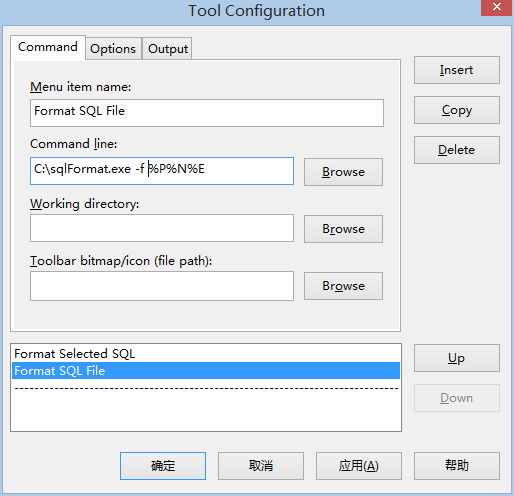 Tool Configuration
Command
Options
Output
Menu item name:
Format SQL File
Command line:
C:\sqlFormat.exe -f %P%N%E
Browse
Working directory:
Browse
Toolbar bitmap/icon (file path):
Browse
Insert
Copy
Delete
Format Selected SQL
Format SQL File
Up
Down
确定
取消
应用(A)
帮助